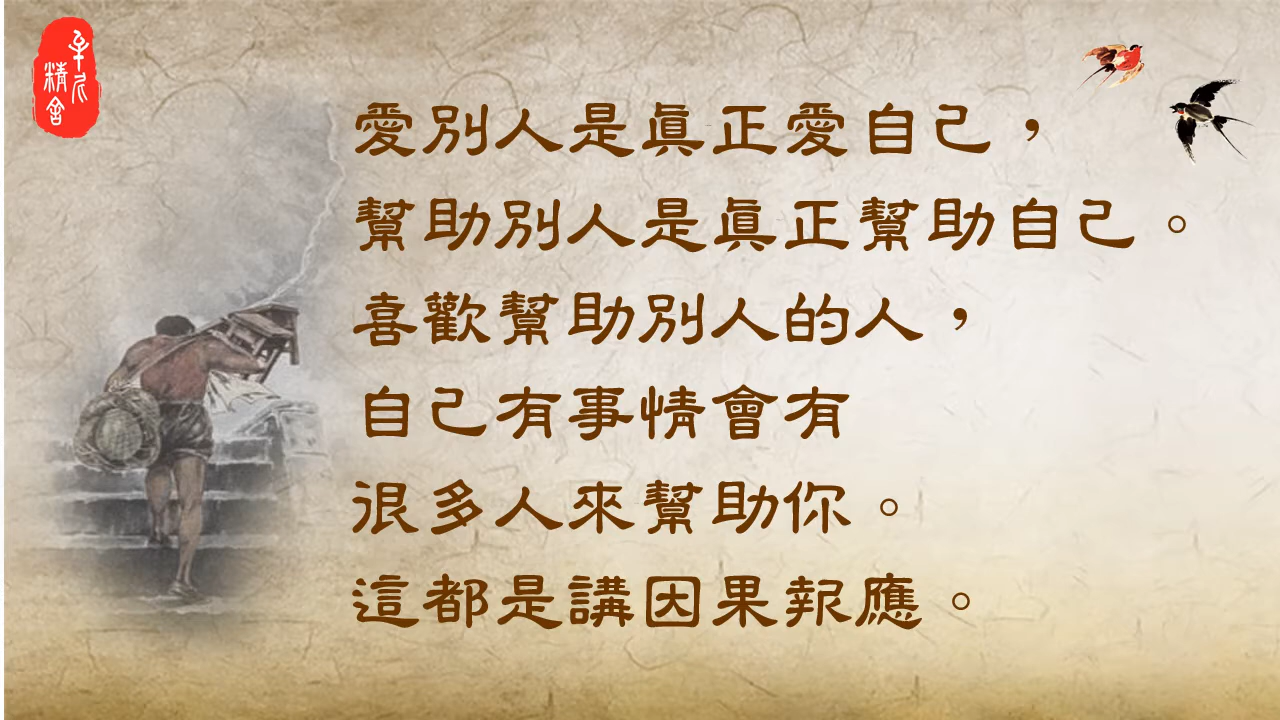 愛別人是眞正愛自己，
幫助別人是眞正幫助自己。
喜歡幫助別人的人，
自己有事情會有
很多人來幫助你。
這都是講因果報應。